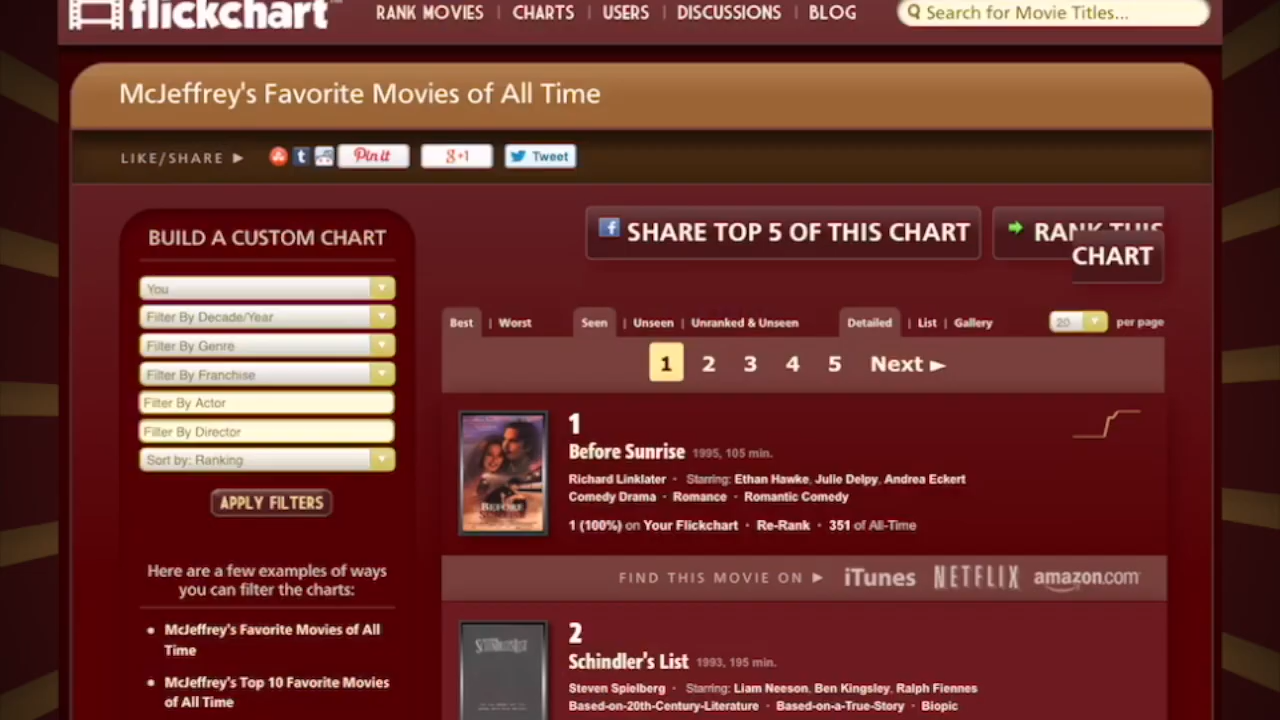 flickchart
RANK MOVIES | CHARTS | USERS | DISCUSSIONS | BLOG
Search for Movie Titles...
McJeffrey's Favorite Movies of All Time
LIKE/SHARE ►
t
Pin it
g+1
Tweet
BUILD A CUSTOM CHART
You
Filter By Decade/Year
Filter By Genre
Filter By Franchise
Filter By Actor
Filter By Director
Sort by: Ranking
APPLY FILTERS
Here are a few examples of ways
you can filter the charts:
• McJeffrey's Favorite Movies of All
Time
• McJeffrey's Top 10 Favorite Movies
of All Time
f SHARE TOP 5 OF THIS CHART
RANK THIS
CHART
Best | Worst
Seen | Unseen | Unranked & Unseen
Detailed | List | Gallery
20 per page
1 2 3 4 5 Next ►
BEFORE
1
Before Sunrise 1995, 105 min.
Richard Linklater · Starring: Ethan Hawke, Julie Delpy, Andrea Eckert
Comedy Drama · Romance · Romantic Comedy
1 (100%) on Your Flickchart · Re-Rank · 351 of All-Time
FIND THIS MOVIE ON ► iTunes NETFLIX amazon.com
SCHINDLER'S LIST
2
Schindler's List 1993, 195 min.
Steven Spielberg · Starring: Liam Neeson, Ben Kingsley, Ralph Fiennes
Based-on-20th-Century-Literature · Based-on-a-True-Story · Biopic